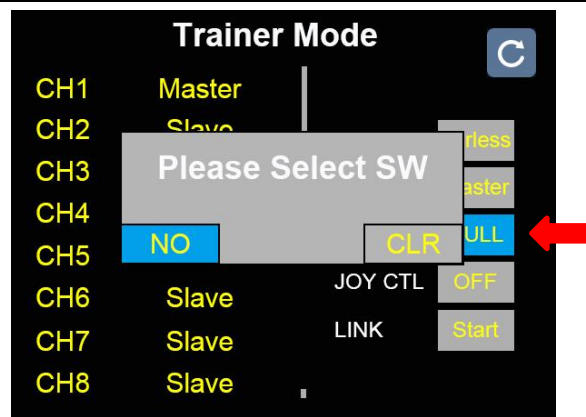 Trainer Mode
CH1 Master
CH2 Slave
CH3
CH4
CH5
Please Select SW
NO CLR
CH6 Slave JOY CTL OFF
CH7 Slave LINK Start
CH8 Slave